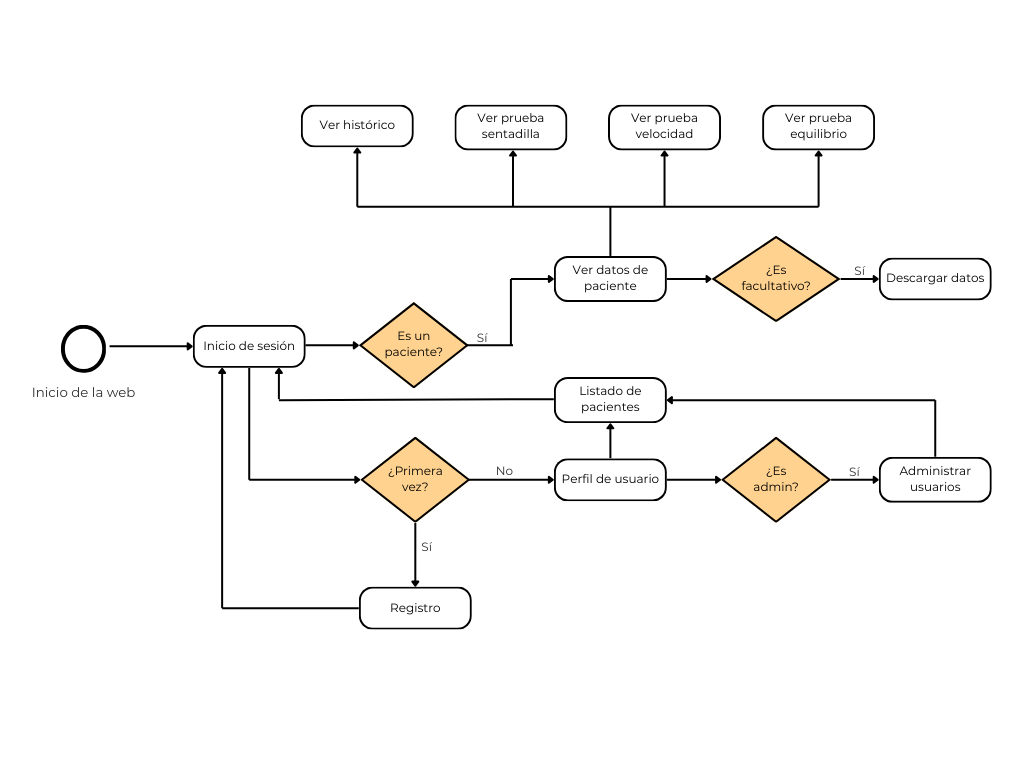 Ver histórico
Ver prueba
sentadilla
Ver prueba
velocidad
Ver prueba
equilibrio
Ver datos de
paciente
¿Es
facultativo?
Sí
Descargar datos
Inicio de la web
Inicio de sesión
Es un
paciente?
Sí
Listado de
pacientes
¿Primera
vez?
No
Perfil de usuario
¿Es
admin?
Sí
Administrar
usuarios
Sí
Registro